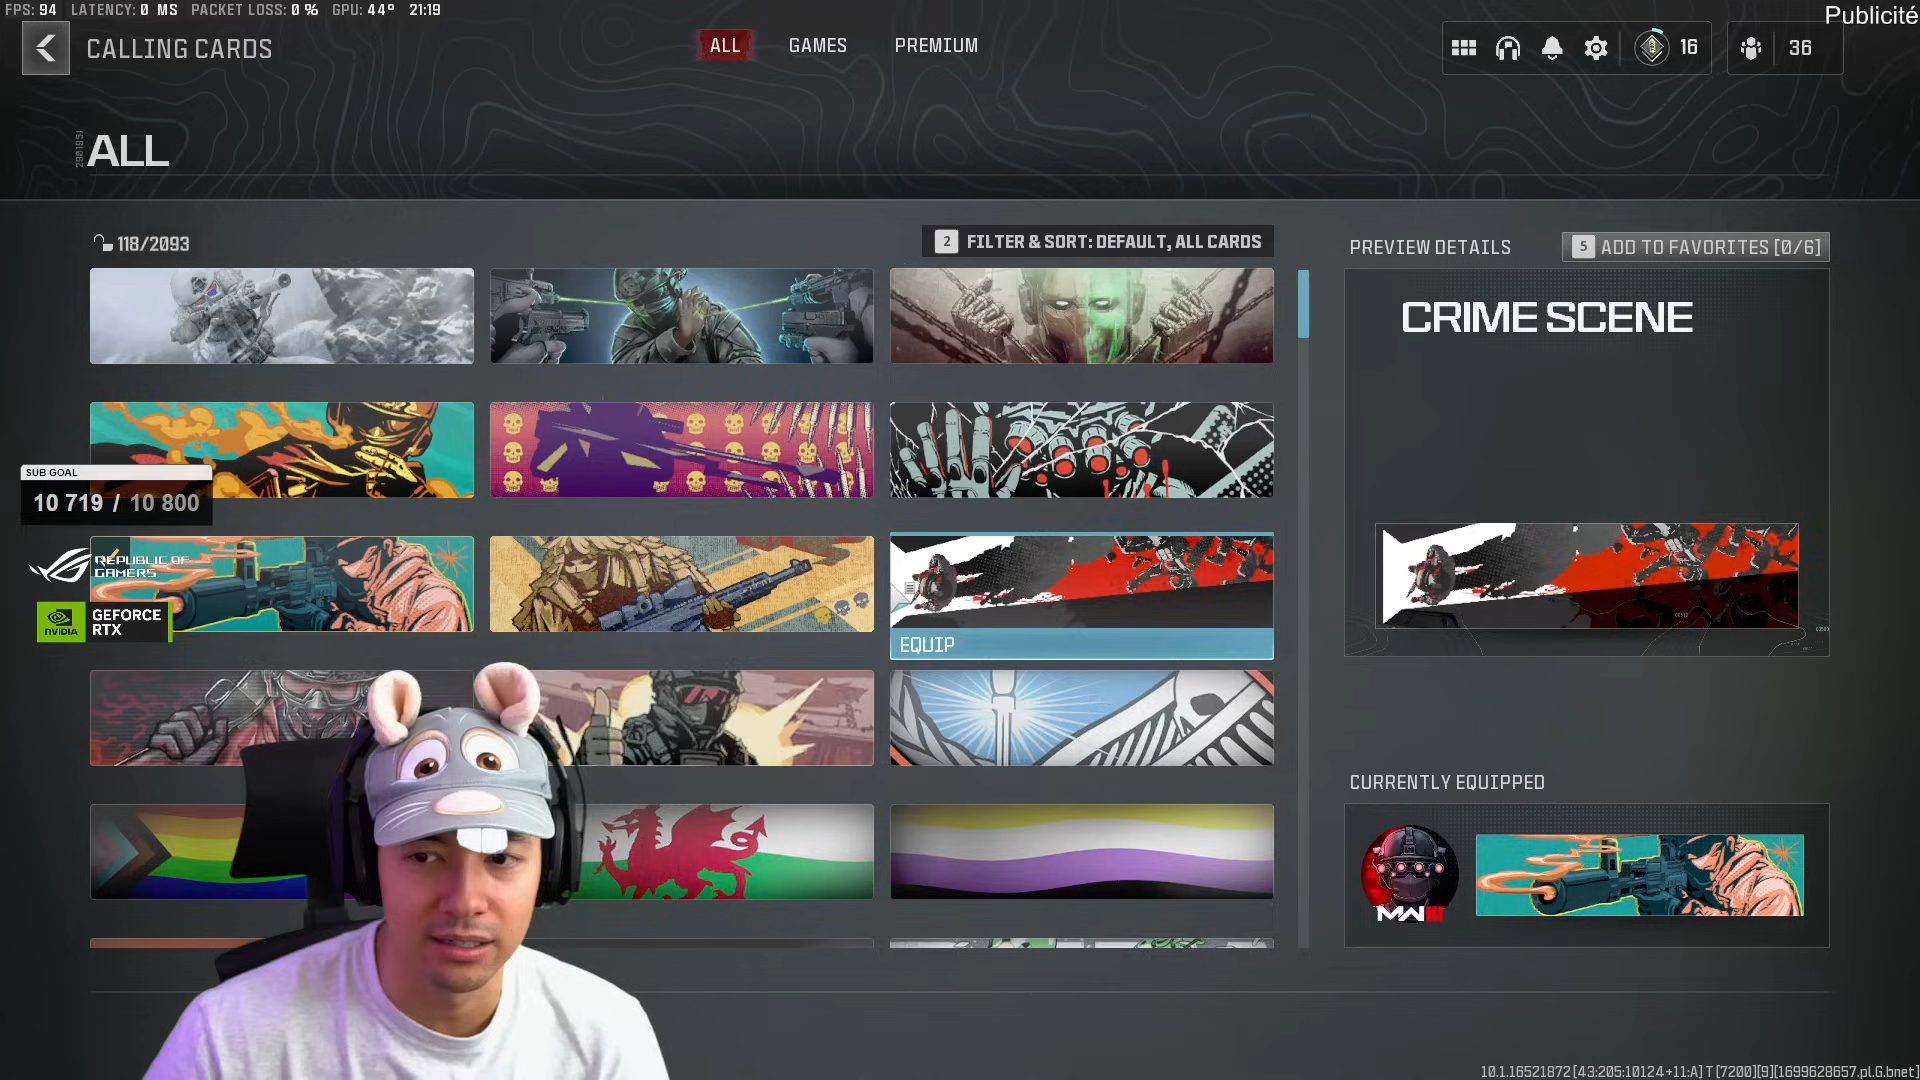 FPS: 94 LATENCY: 0 MS PACKET LOSS: 0 % GPU: 44° 21:19
Publicité
CALLING CARDS
ALL
GAMES
PREMIUM
16
36
ALL
118/2093
2 FILTER & SORT: DEFAULT, ALL CARDS
PREVIEW DETAILS
5 ADD TO FAVORITES [0/6]
CRIME SCENE
SUB GOAL
10 719 / 10 800
REPUBLIC OF
GAMERS
NVIDIA
GEFORCE
RTX
EQUIP
CURRENTLY EQUIPPED
MWIII
10.1.16521872 [43:205:10124+11:A] T [7200][9][1699628657.pl.G.bnet]